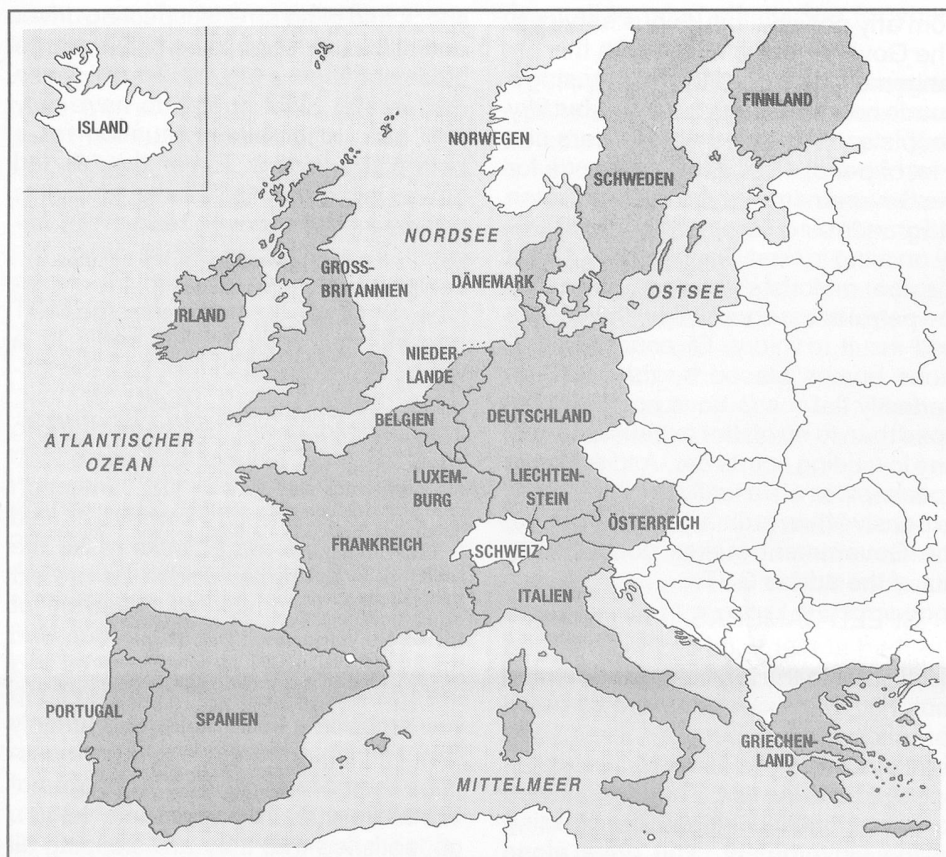 ISLAND
NORWEGEN
FINNLAND
SCHWEDEN
NORDSEE
GROSS-
BRITANNIEN
DÄNEMARK
OSTSEE
IRLAND
NIEDER-
LANDE
BELGIEN
DEUTSCHLAND
ATLANTISCHER
OZEAN
LUXEM-
BURG
LIECHTEN-
STEIN
ÖSTERREICH
FRANKREICH
SCHWEIZ
ITALIEN
PORTUGAL
SPANIEN
GRIECHEN-
LAND
MITTELMEER